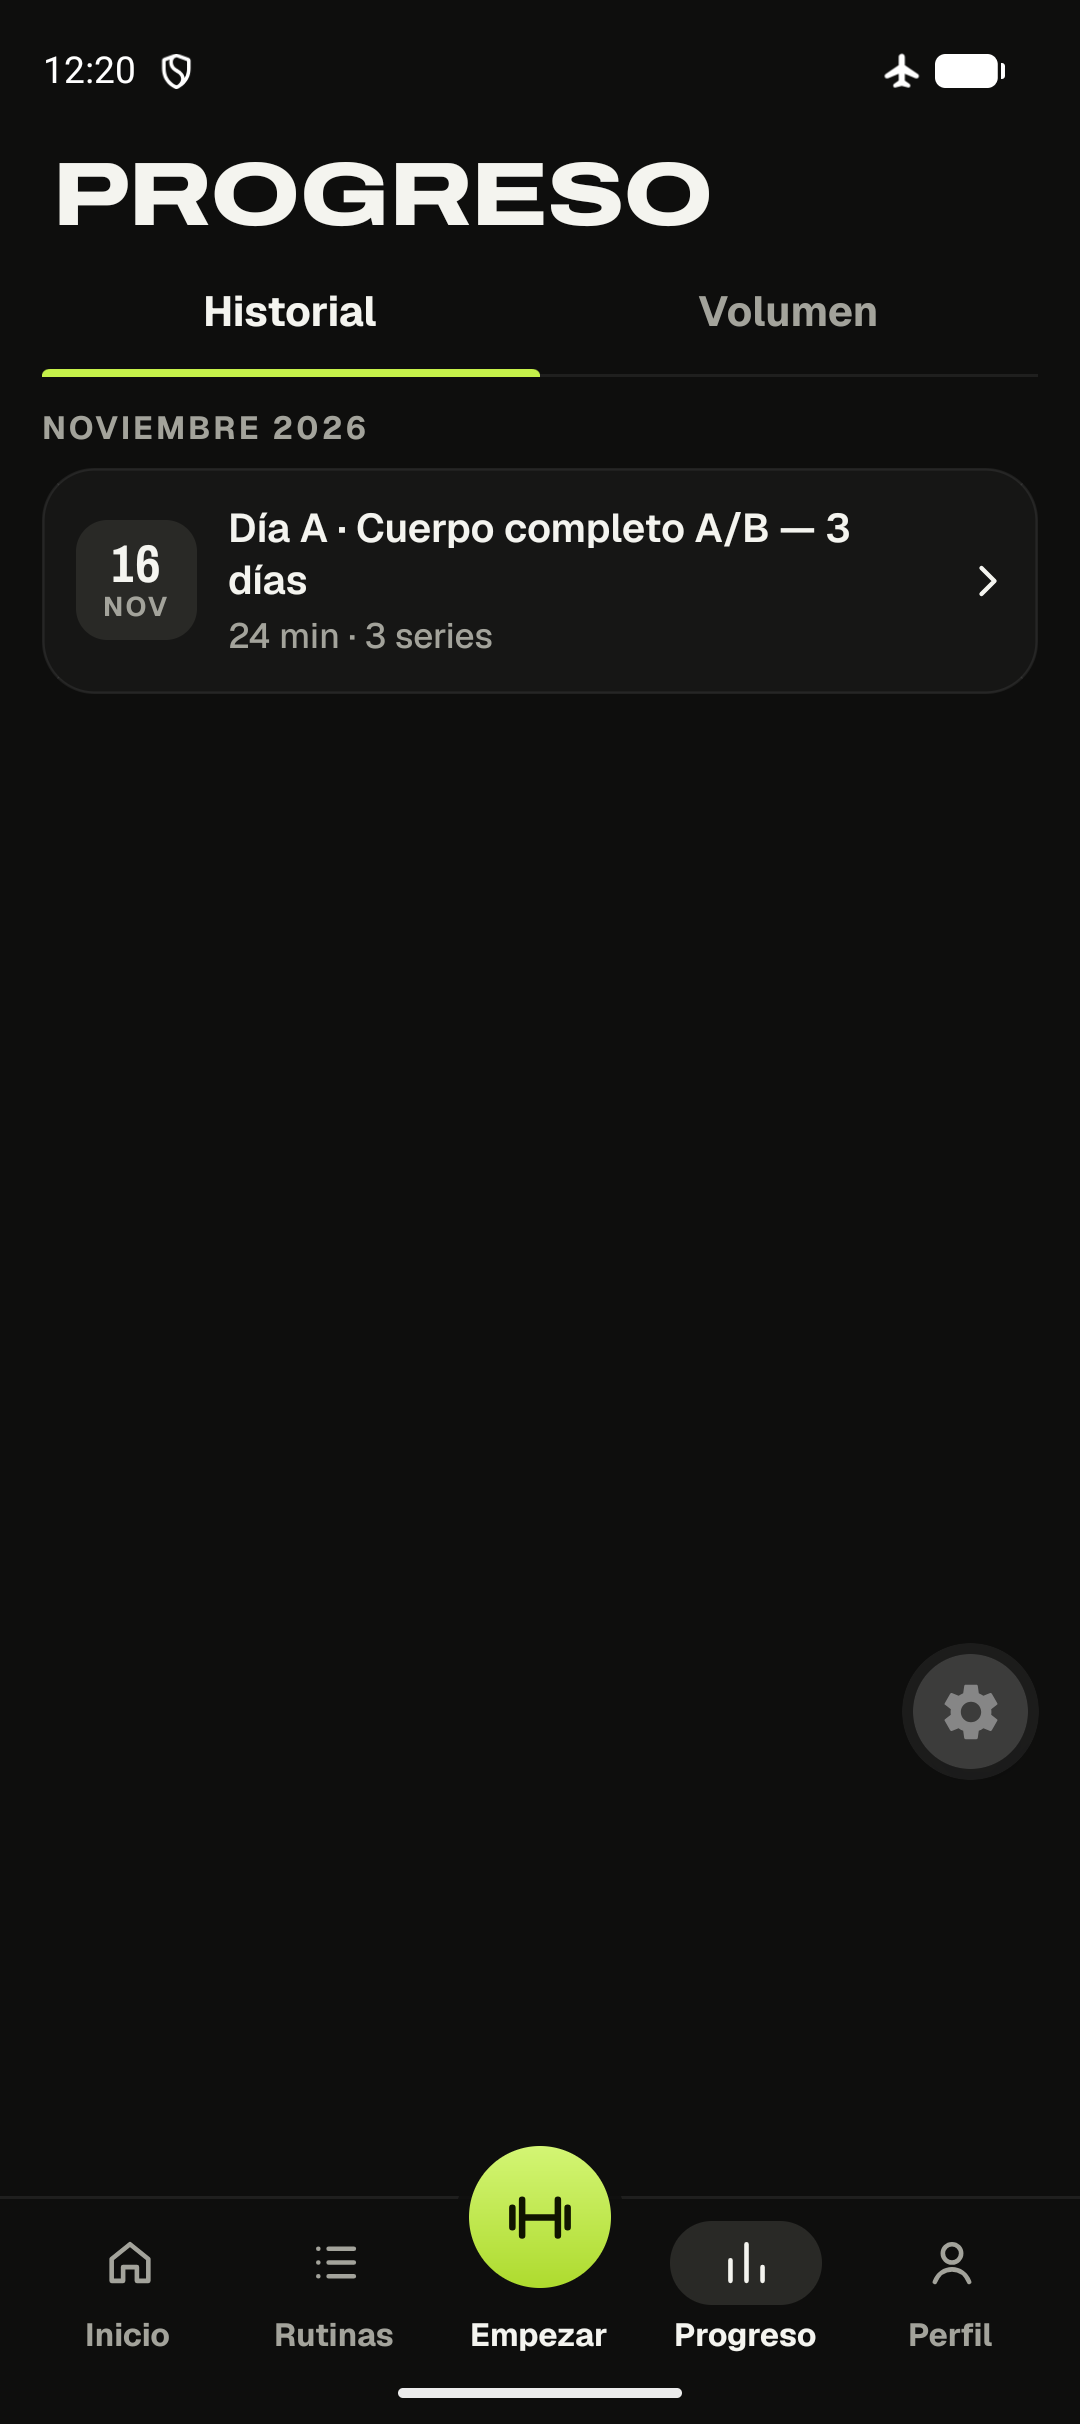 12:20
PROGRESO
Historial
Volumen
NOVIEMBRE 2026
16
NOV
Día A · Cuerpo completo A/B — 3
días
24 min · 3 series
Inicio
Rutinas
Empezar
Progreso
Perfil